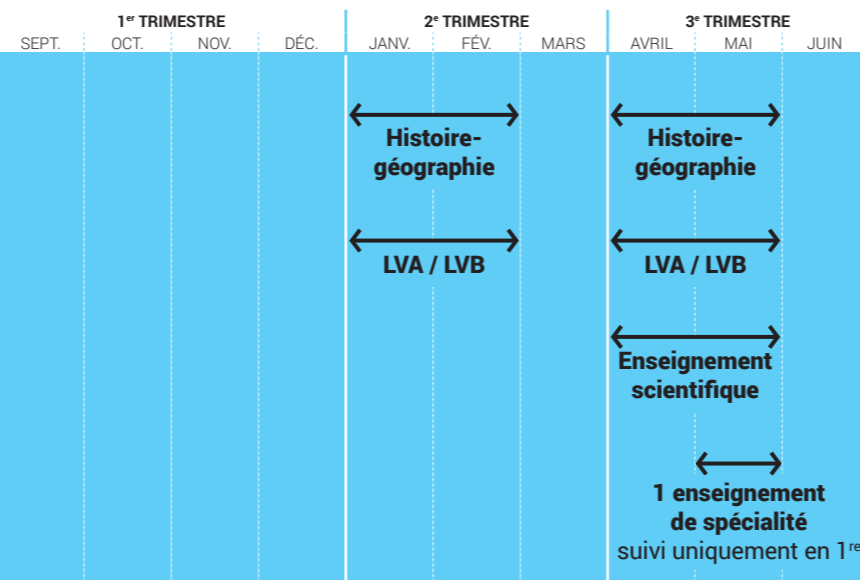 1er TRIMESTRE 2e TRIMESTRE 3e TRIMESTRE
SEPT. OCT. NOV. DÉC. JANV. FÉV. MARS AVRIL MAI JUIN
Histoire-
géographie
Histoire-
géographie
LVA / LVB
LVA / LVB
Enseignement
scientifique
1 enseignement
de spécialité
suivi uniquement en 1re